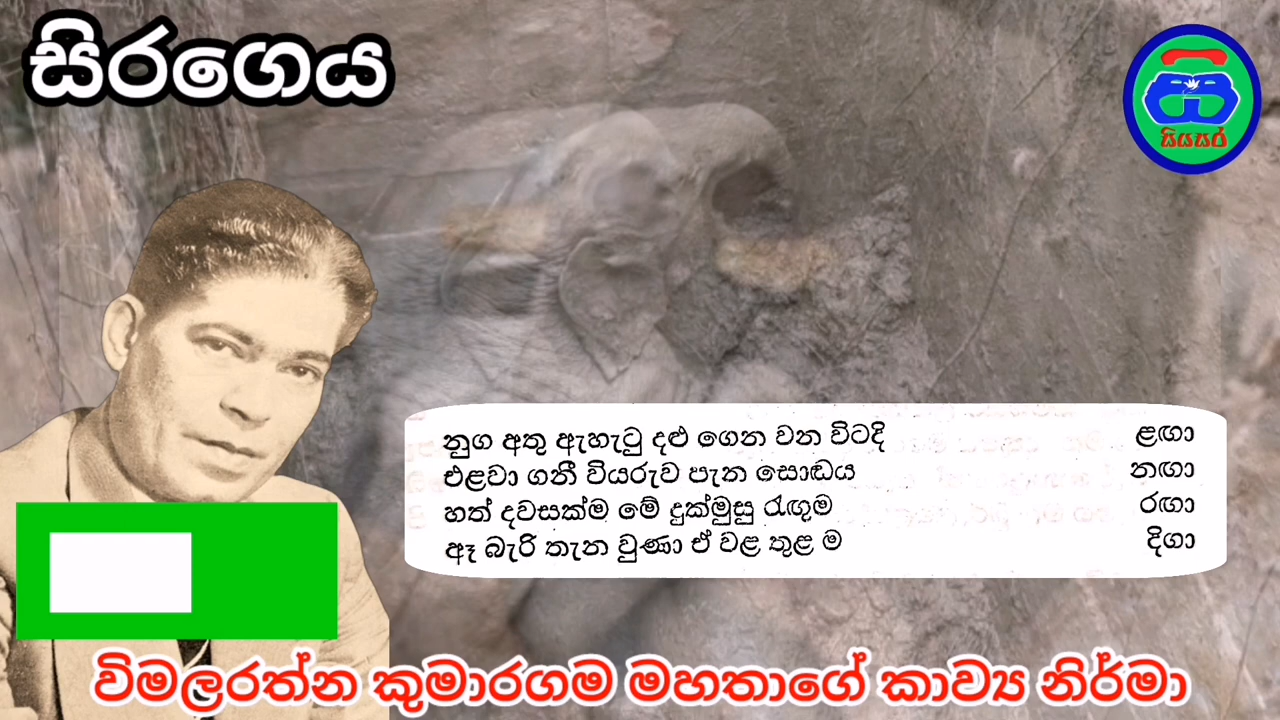 සිරගෙය
සියසර
නුග අතු ඇහැටු දළු ගෙන වන විටදි ළඟා
එළවා ගනී වියරුව පැන සොඬය නඟා
හත් දවසක්ම මේ දුක්මුසු රැඟුම රඟා
ඈ බැරි තැන වුණා ඒ වළ තුළ ම දිගා
විමලරත්න කුමාරගම මහතාගේ කාව්‍ය නිර්මා